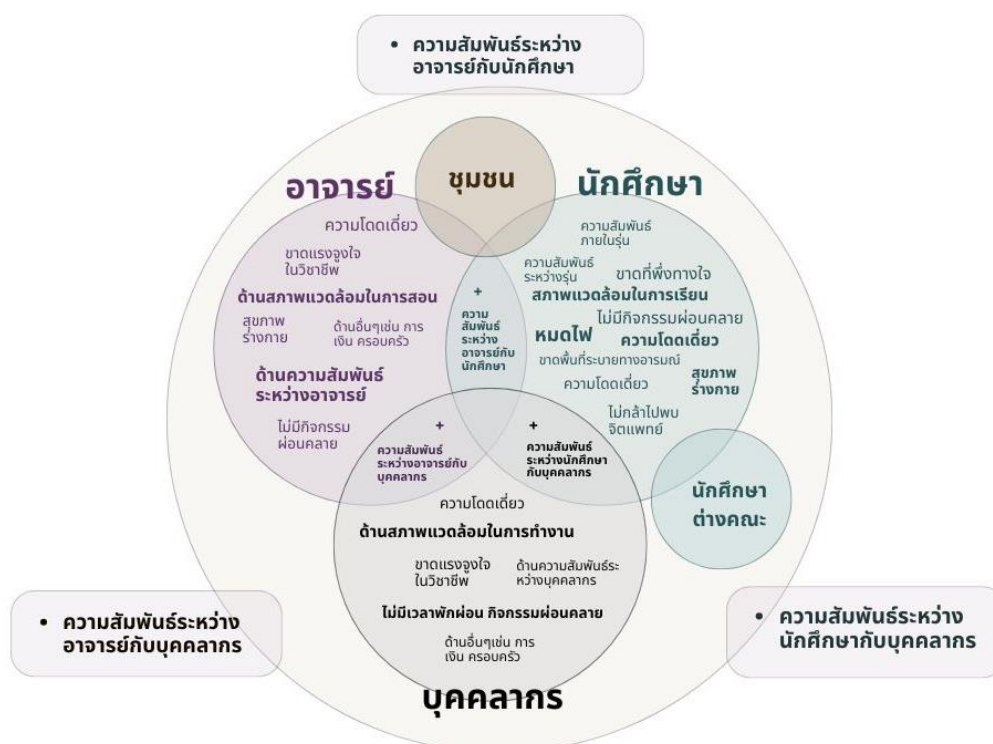 • ความสัมพันธ์ระหว่าง
อาจารย์กับนักศึกษา
อาจารย์
ชุมชน
นักศึกษา
ความโดดเดี่ยว
ขาดแรงจูงใจ
ในวิชาชีพ
ด้านสภาพแวดล้อมในการสอน
สุขภาพ
ร่างกาย
ด้านอื่นๆเช่น การ
เงิน ครอบครัว
ด้านความสัมพันธ์
ระหว่างอาจารย์
ไม่มีกิจกรรม
ผ่อนคลาย
+
ความ
สัมพันธ์
ระหว่าง
อาจารย์กับ
นักศึกษา
ความสัมพันธ์
ภายในรุ่น
ความสัมพันธ์
ระหว่างรุ่น
ขาดที่พึ่งทางใจ
สภาพแวดล้อมในการเรียน
ไม่มีกิจกรรมผ่อนคลาย
หมดไฟ
ความโดดเดี่ยว
ขาดพื้นที่ระบายทางอารมณ์
ความโดดเดี่ยว
สุขภาพ
ร่างกาย
ไม่กล้าไปพบ
จิตแพทย์
+
ความสัมพันธ์
ระหว่างอาจารย์กับ
บุคคลากร
+
ความสัมพันธ์
ระหว่างนักศึกษา
กับบุคลากร
นักศึกษา
ต่างคณะ
ความโดดเดี่ยว
ด้านสภาพแวดล้อมในการทำงาน
ขาดแรงจูงใจ
ในวิชาชีพ
ด้านความสัมพันธ์ระ
หว่างบุคลากร
ไม่มีเวลาพักผ่อน กิจกรรมผ่อนคลาย
ด้านอื่นๆเช่น การ
เงิน ครอบครัว
บุคคลากร
• ความสัมพันธ์ระหว่าง
อาจารย์กับบุคคลากร
• ความสัมพันธ์ระหว่าง
นักศึกษากับบุคลากร